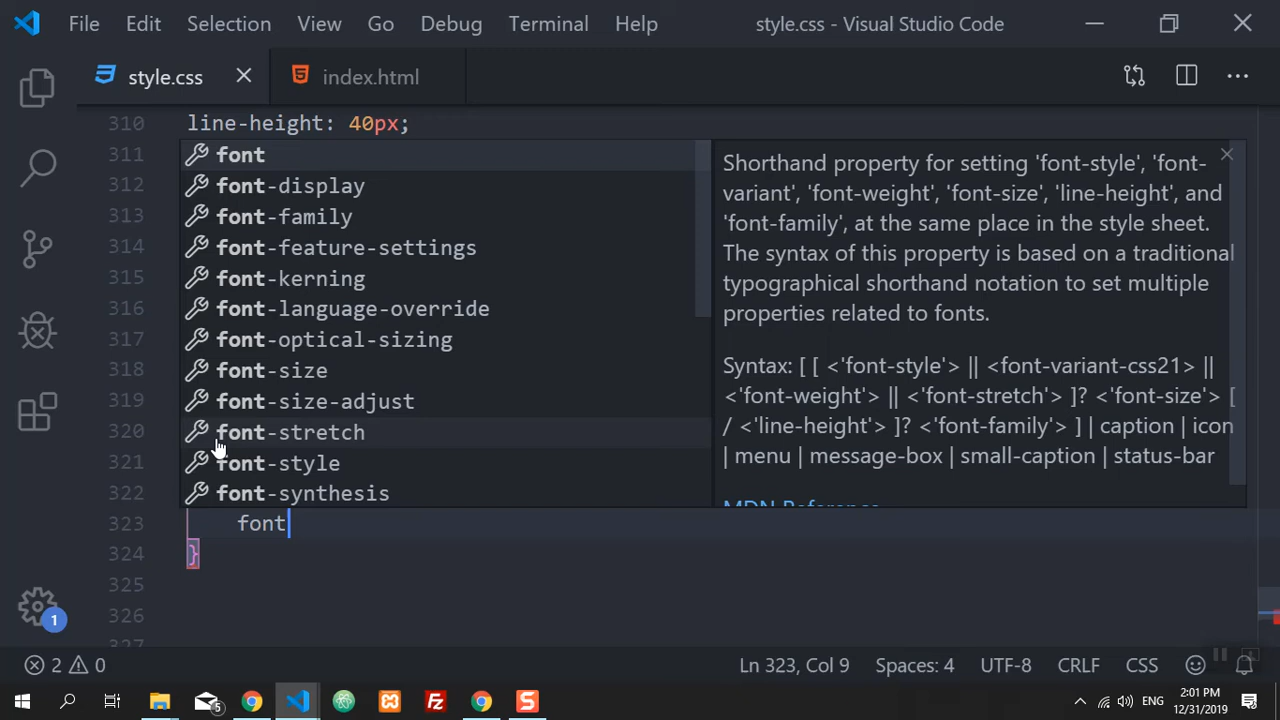 File Edit Selection View Go Debug Terminal Help style.css - Visual Studio Code
style.css index.html
310 line-height: 40px;
311 font
312 font-display
313 font-family
314 font-feature-settings
315 font-kerning
316 font-language-override
317 font-optical-sizing
318 font-size
319 font-size-adjust
320 font-stretch
321 font-style
322 font-synthesis
Shorthand property for setting 'font-style', 'font-
variant', 'font-weight', 'font-size', 'line-height', and
'font-family', at the same place in the style sheet.
The syntax of this property is based on a traditional
typographical shorthand notation to set multiple
properties related to fonts.
Syntax: [ [ <'font-style'> || <font-variant-css21> ||
<'font-weight'> || <'font-stretch'> ]? <'font-size'> [
/ <'line-height'> ]? <'font-family'> ] | caption | icon
| menu | message-box | small-caption | status-bar
MDN Reference
323 font
324 }
325
326
327
1
2 0 Ln 323, Col 9 Spaces: 4 UTF-8 CRLF CSS
5 ENG 2:01 PM
12/31/2019